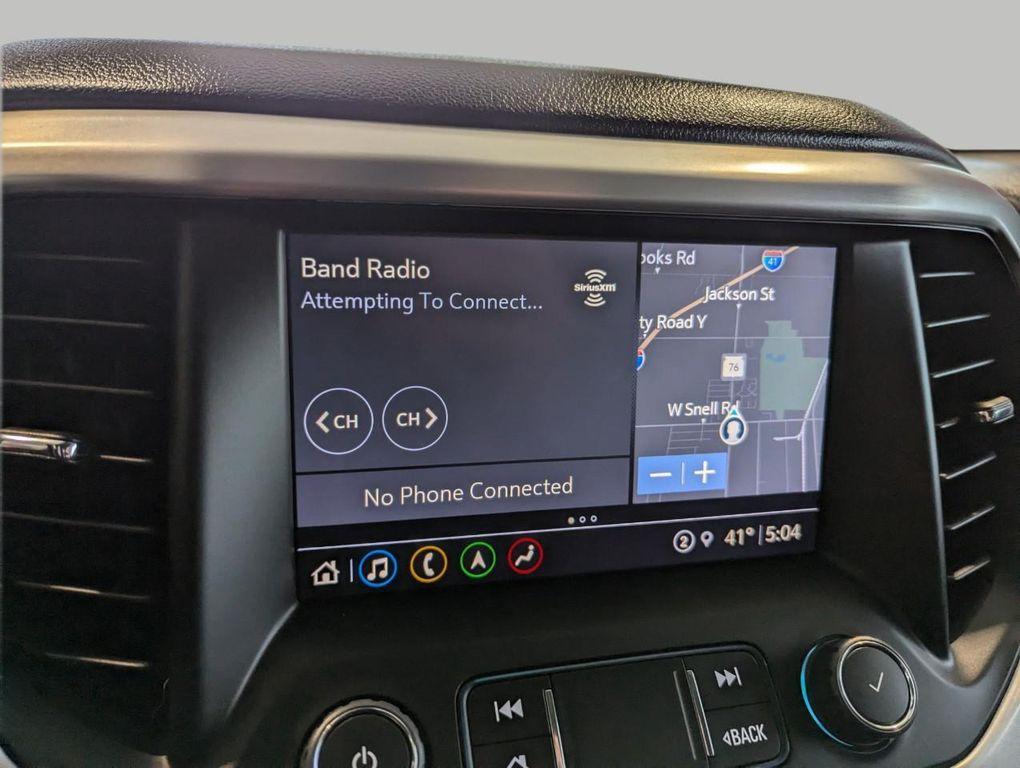 Band Radio
Attempting To Connect...
SiriusXM
CH
CH
No Phone Connected
ooks Rd
41
Jackson St
ty Road Y
76
W Snell Rd
2
41° 5:04
BACK